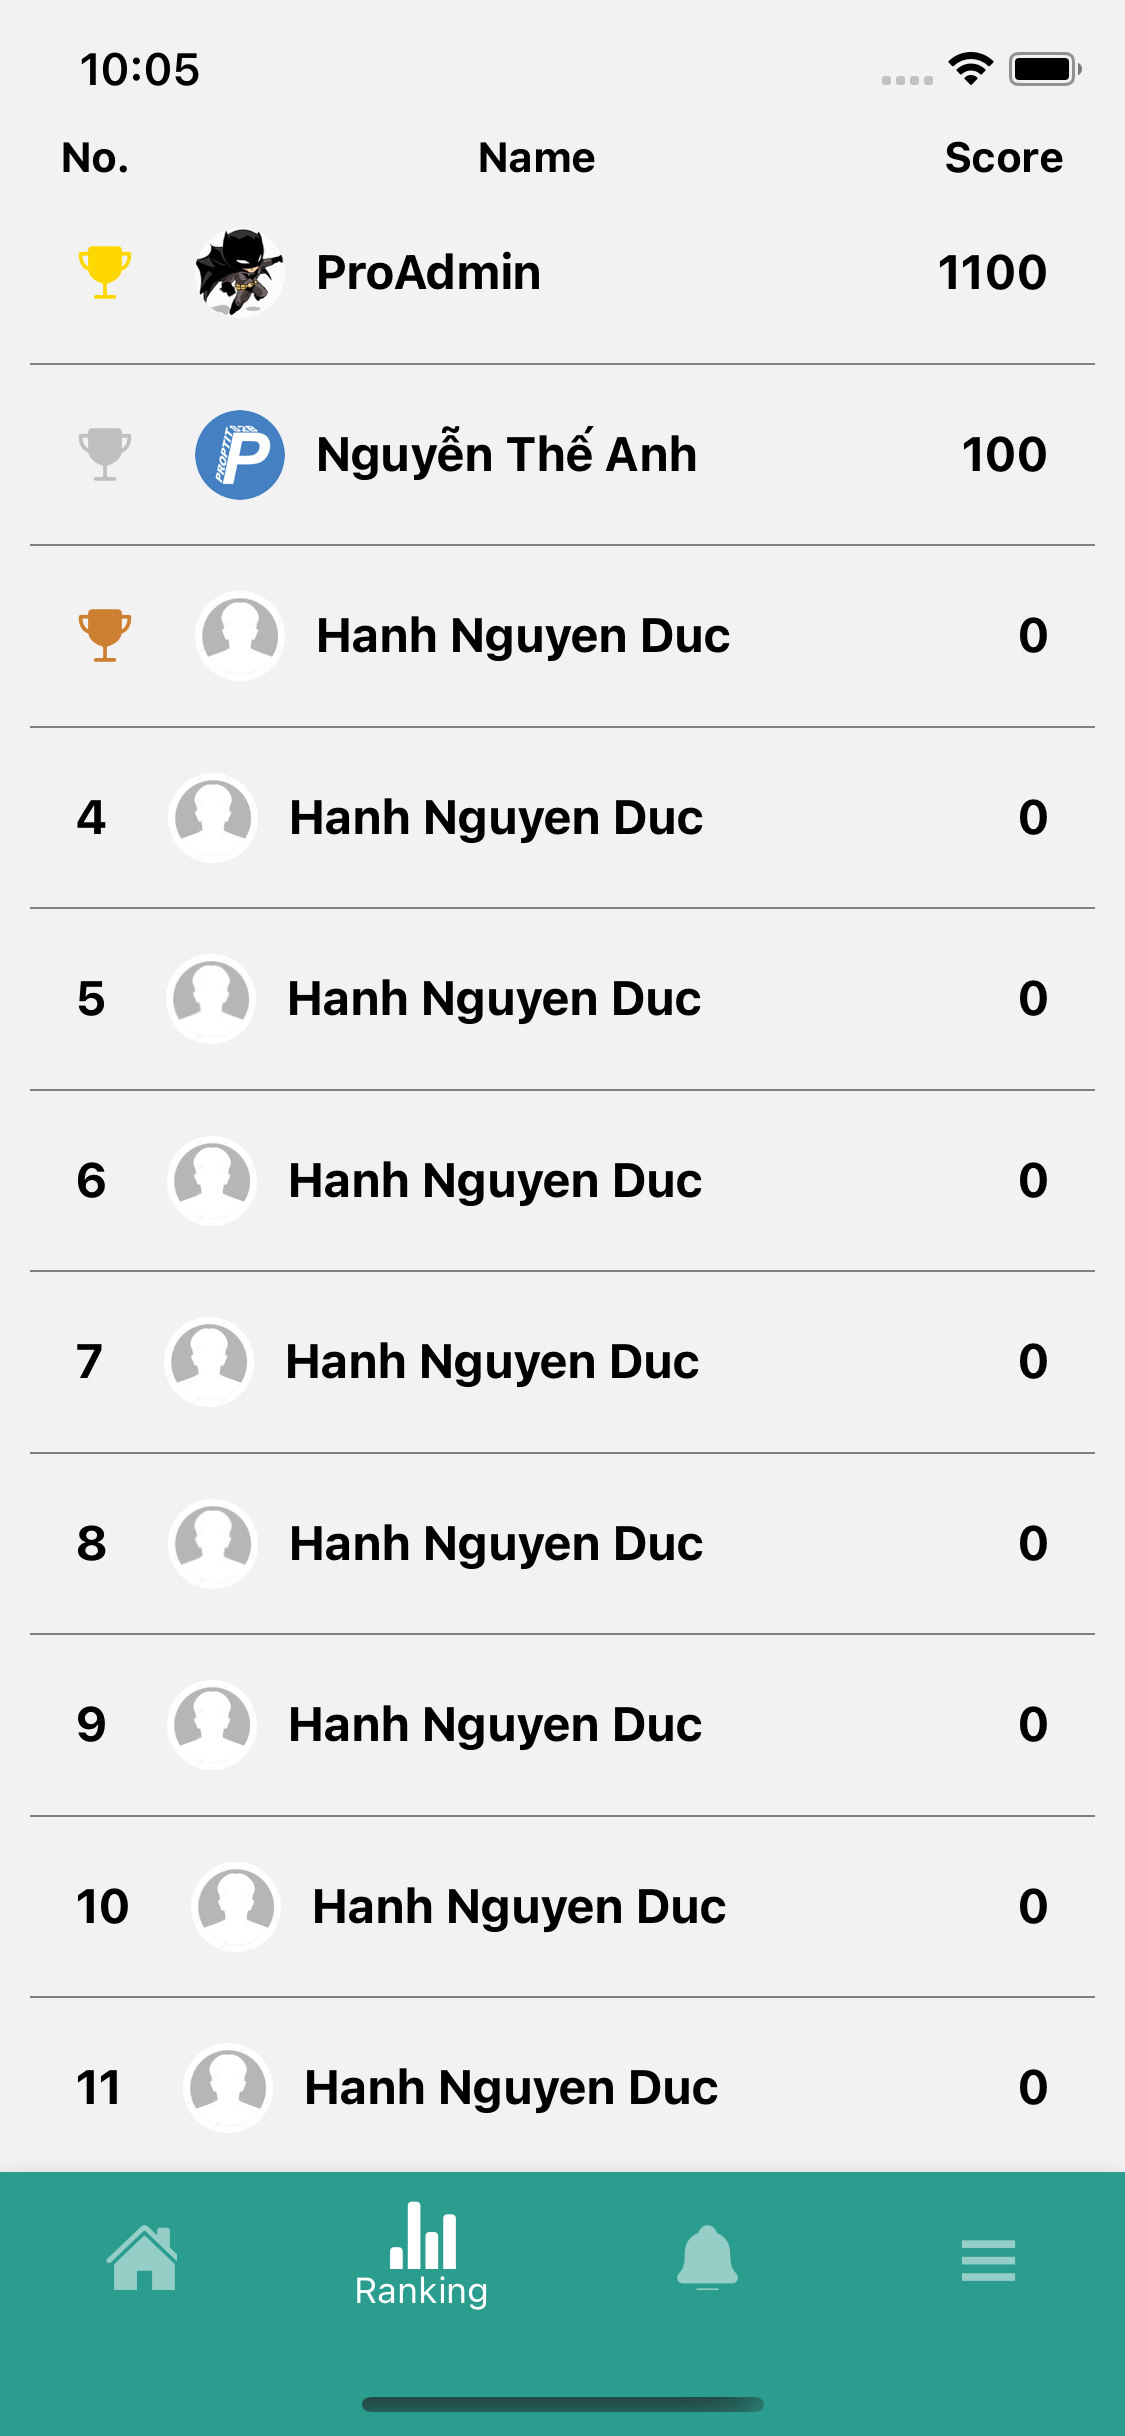 10:05
No. Name Score
ProAdmin 1100
PROPTIT S2B P Nguyễn Thế Anh 100
Hanh Nguyen Duc 0
4 Hanh Nguyen Duc 0
5 Hanh Nguyen Duc 0
6 Hanh Nguyen Duc 0
7 Hanh Nguyen Duc 0
8 Hanh Nguyen Duc 0
9 Hanh Nguyen Duc 0
10 Hanh Nguyen Duc 0
11 Hanh Nguyen Duc 0
Ranking